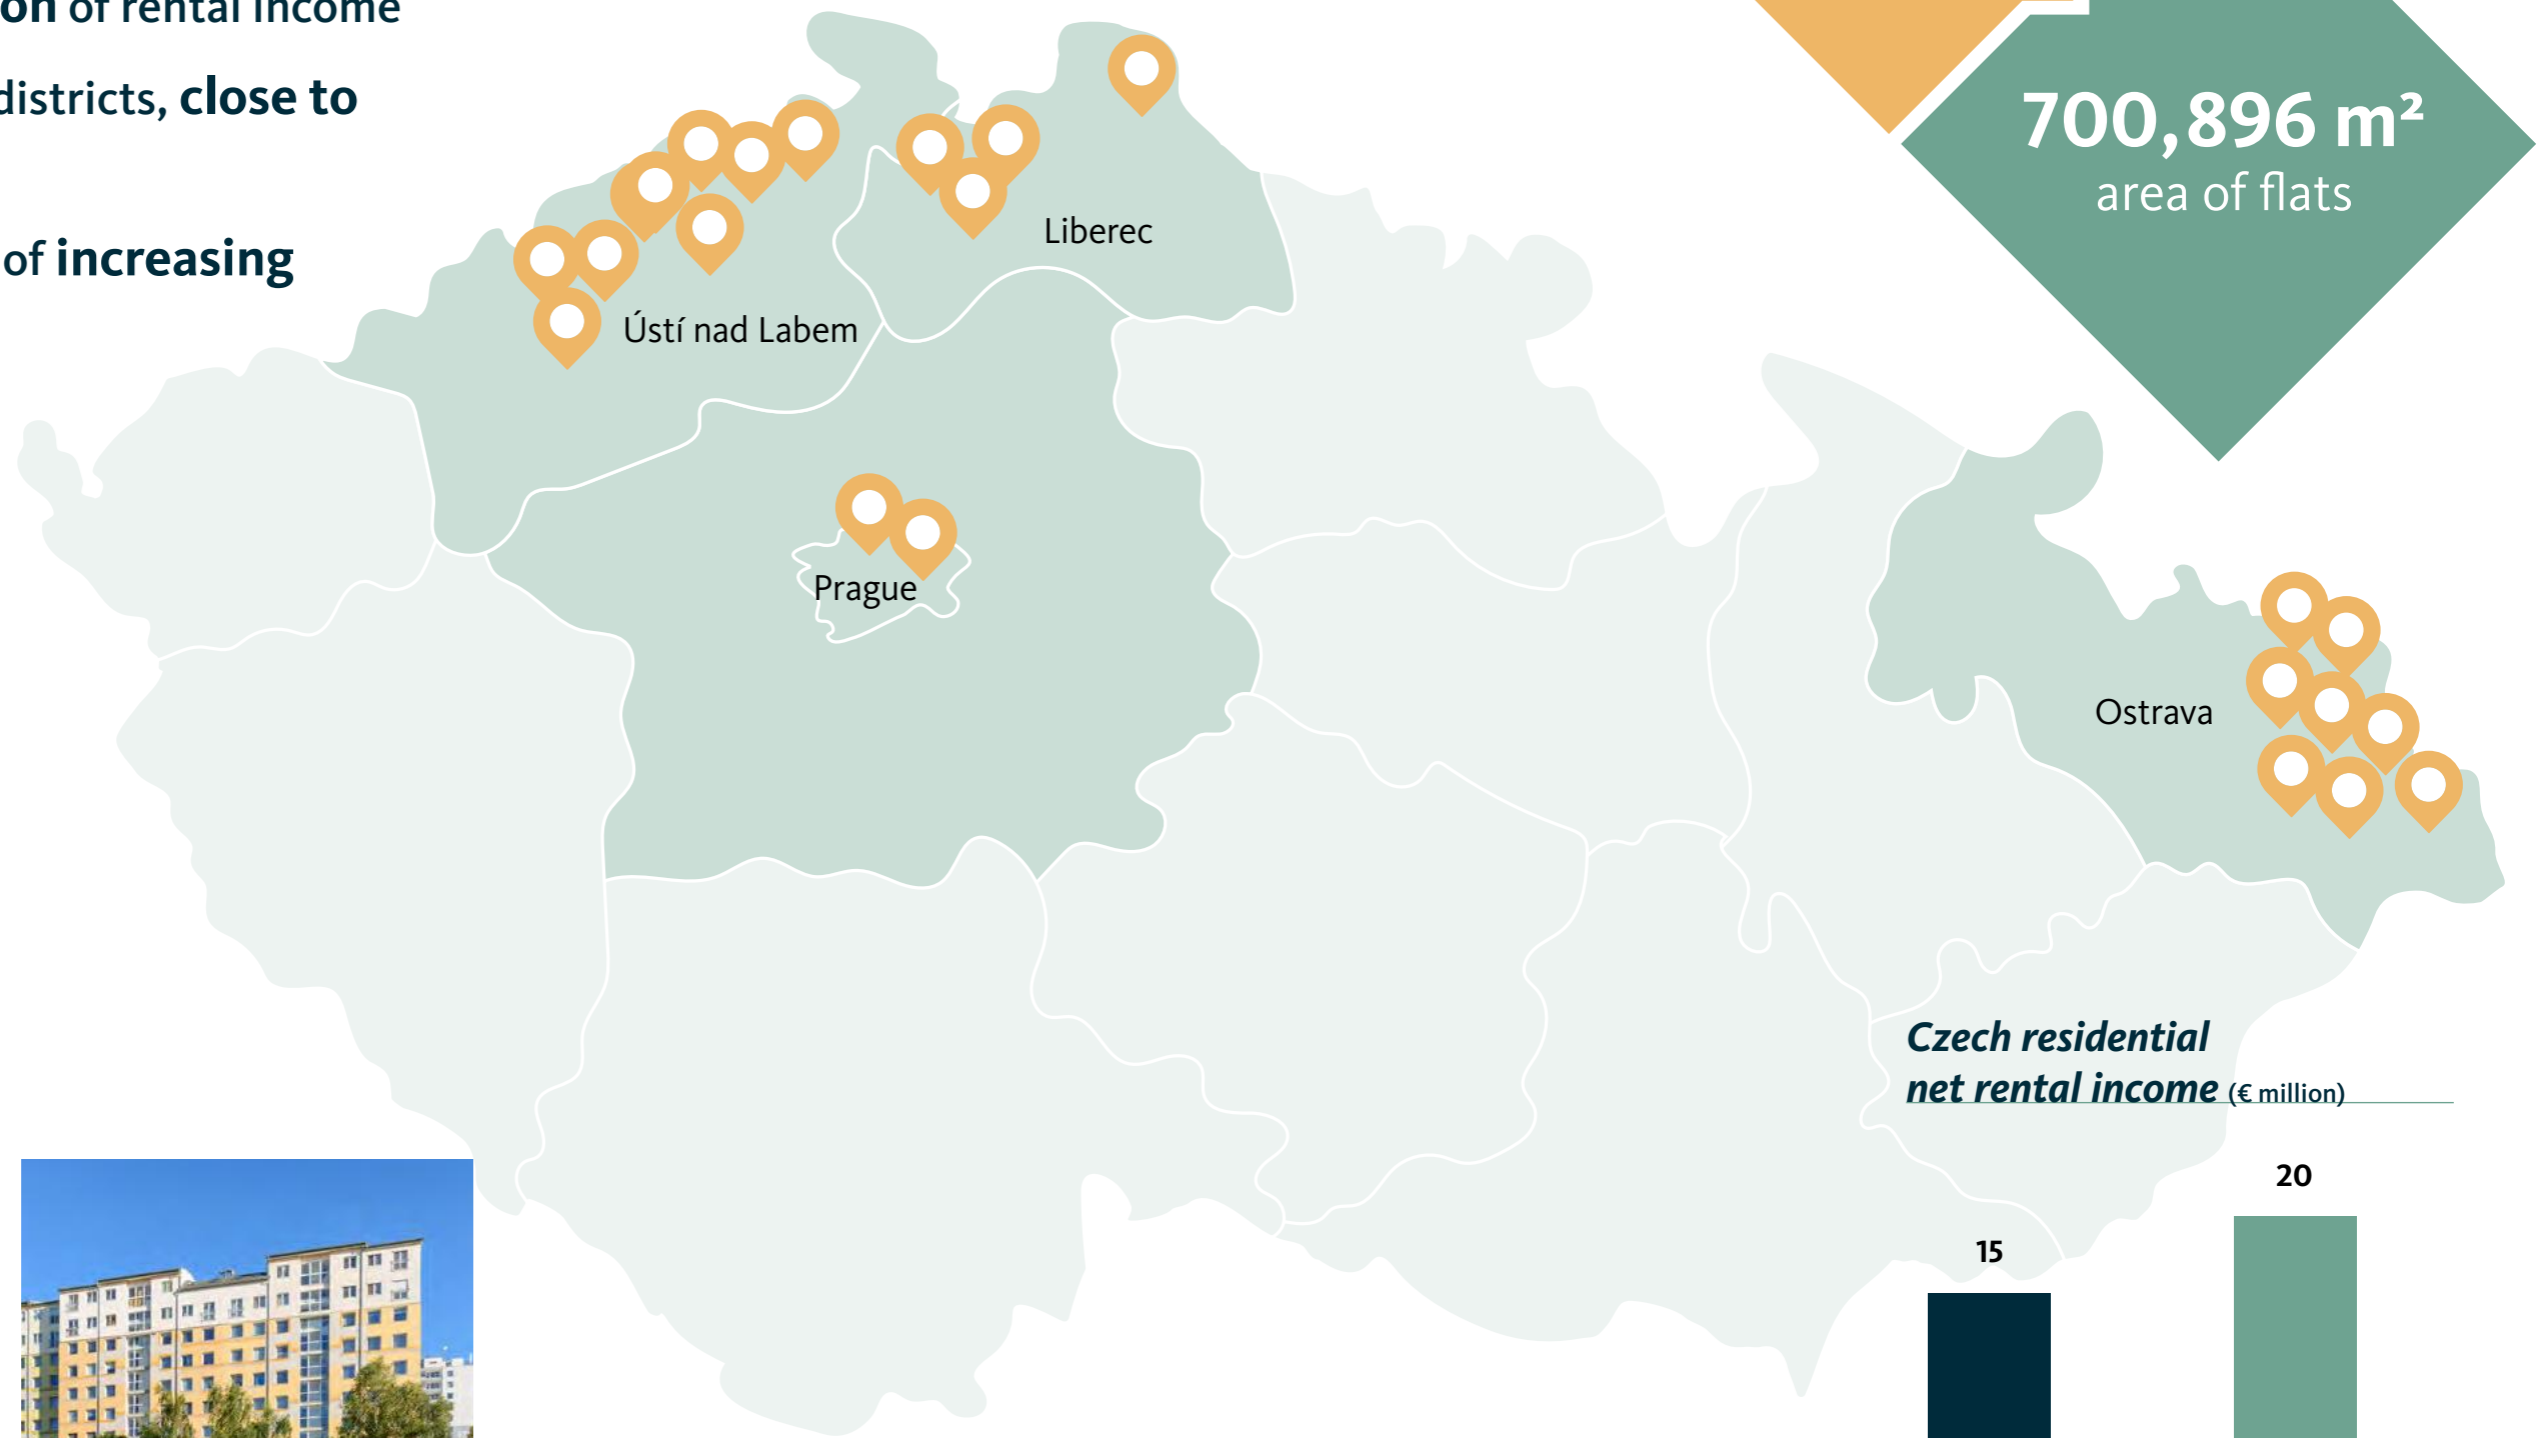 of rental income
districts, close to
of increasing
700,896 m²
area of flats
Liberec
Ústí nad Labem
Prague
Ostrava
Czech residential
net rental income (€ million)
20
15